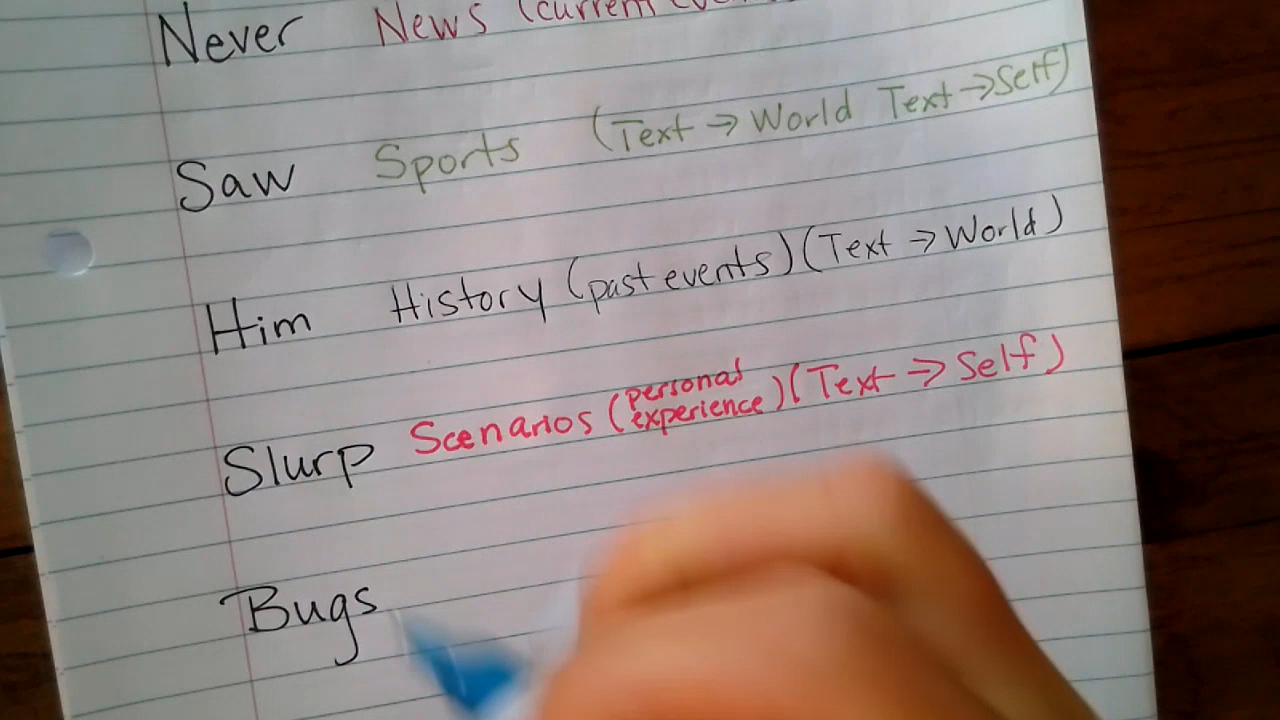 Never News (current
Saw Sports (Text → World Text → Self)
Him History (past events) (Text → World)
Slurp Scenarios (personal experience) (Text → Self)
Bugs